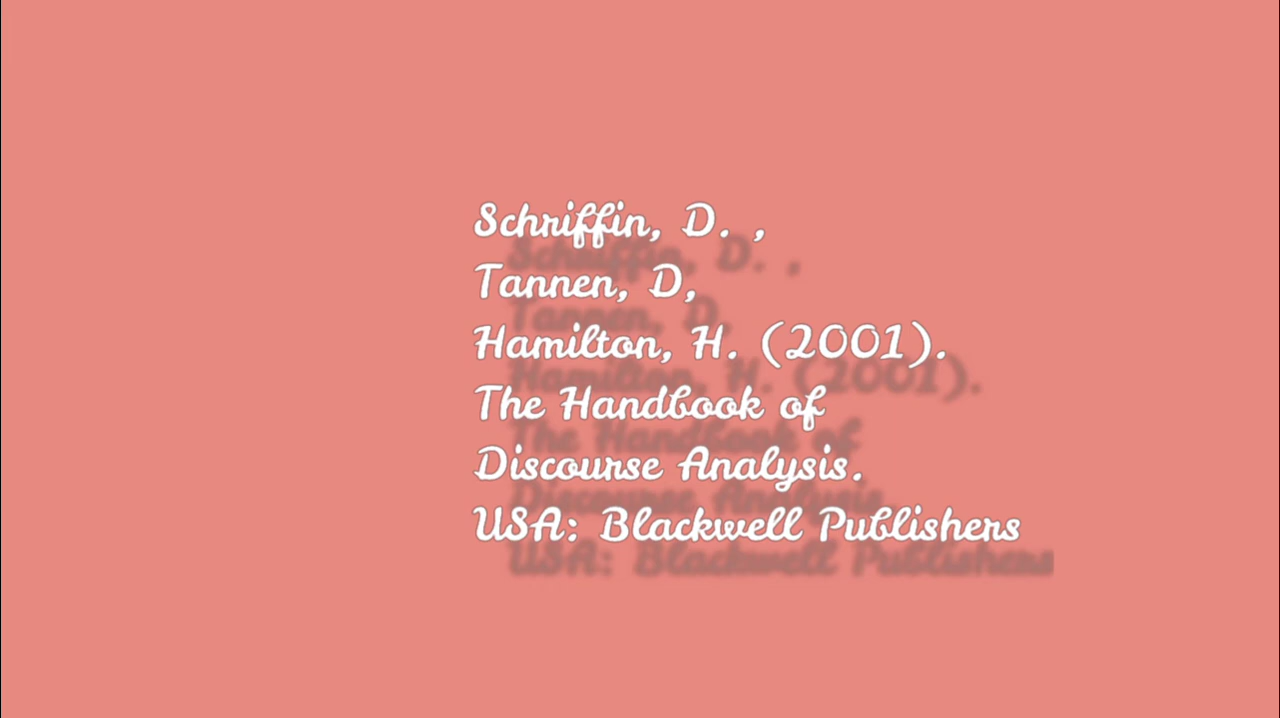 Schriffin, D. ,
Tannen, D,
Hamilton, H. (2001).
The Handbook of
Discourse Analysis.
USA: Blackwell Publishers